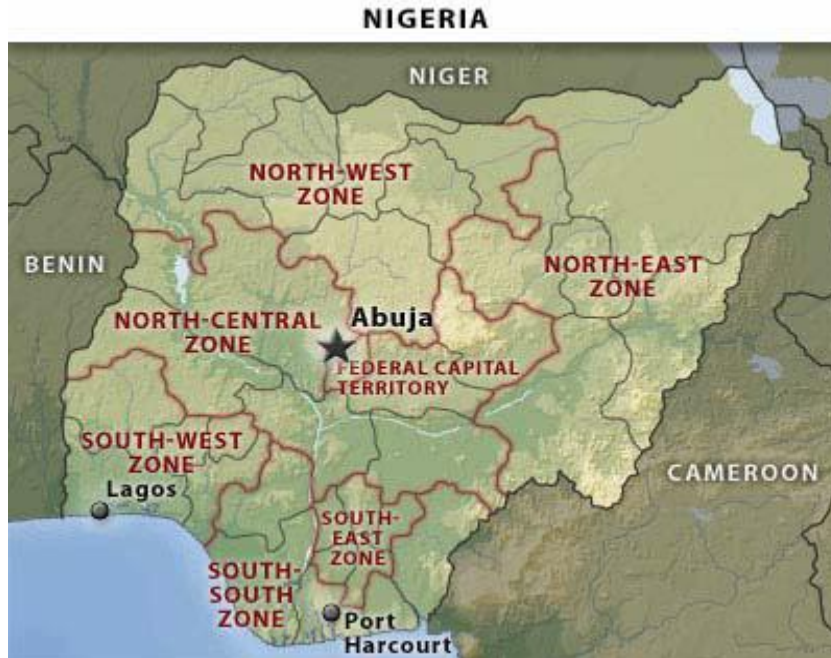 NIGERIA
NIGER
NORTH-WEST
ZONE
BENIN
NORTH-EAST
ZONE
NORTH-CENTRAL
ZONE
Abuja
FEDERAL CAPITAL
TERRITORY
SOUTH-WEST
ZONE
Lagos
CAMEROON
SOUTH-
EAST
ZONE
SOUTH-
SOUTH
ZONE
Port
Harcourt